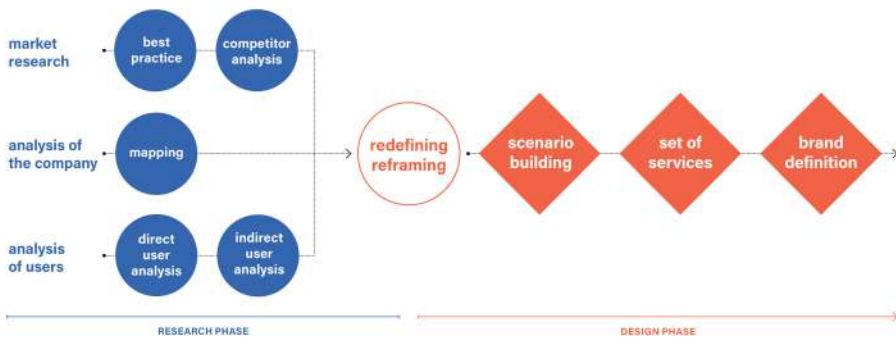 market
research
best
practice
competitor
analysis
analysis of
the company
mapping
analysis
of users
direct
user
analysis
indirect
user
analysis
redefining
reframing
scenario
building
set of
services
brand
definition
RESEARCH PHASE
DESIGN PHASE